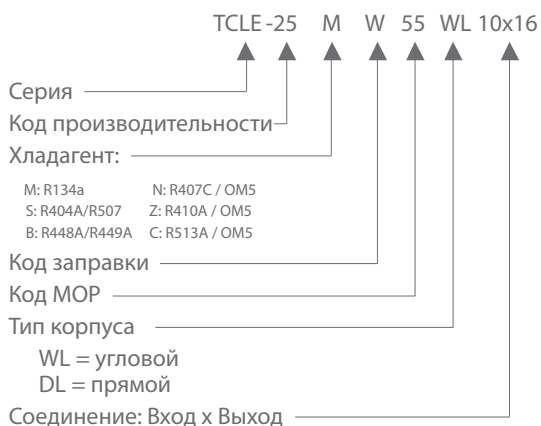 TCLE -25 M W 55 WL 10x16
Серия
Код производительности
Хладагент:
M: R134a N: R407C / OM5
S: R404A/R507 Z: R410A / OM5
B: R448A/R449A C: R513A / OM5
Код заправки
Код MOP
Тип корпуса
WL = угловой
DL = прямой
Соединение: Вход x Выход